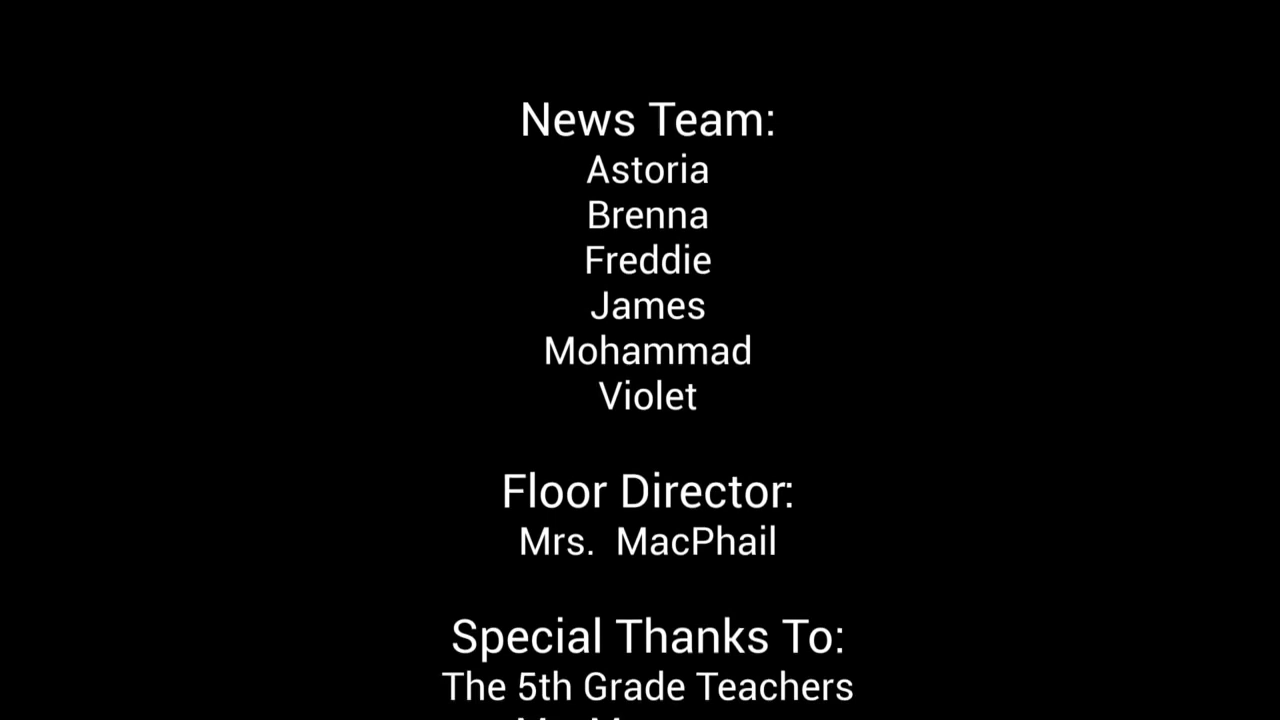 News Team:
Astoria
Brenna
Freddie
James
Mohammad
Violet
Floor Director:
Mrs.  MacPhail
Special Thanks To:
The 5th Grade Teachers